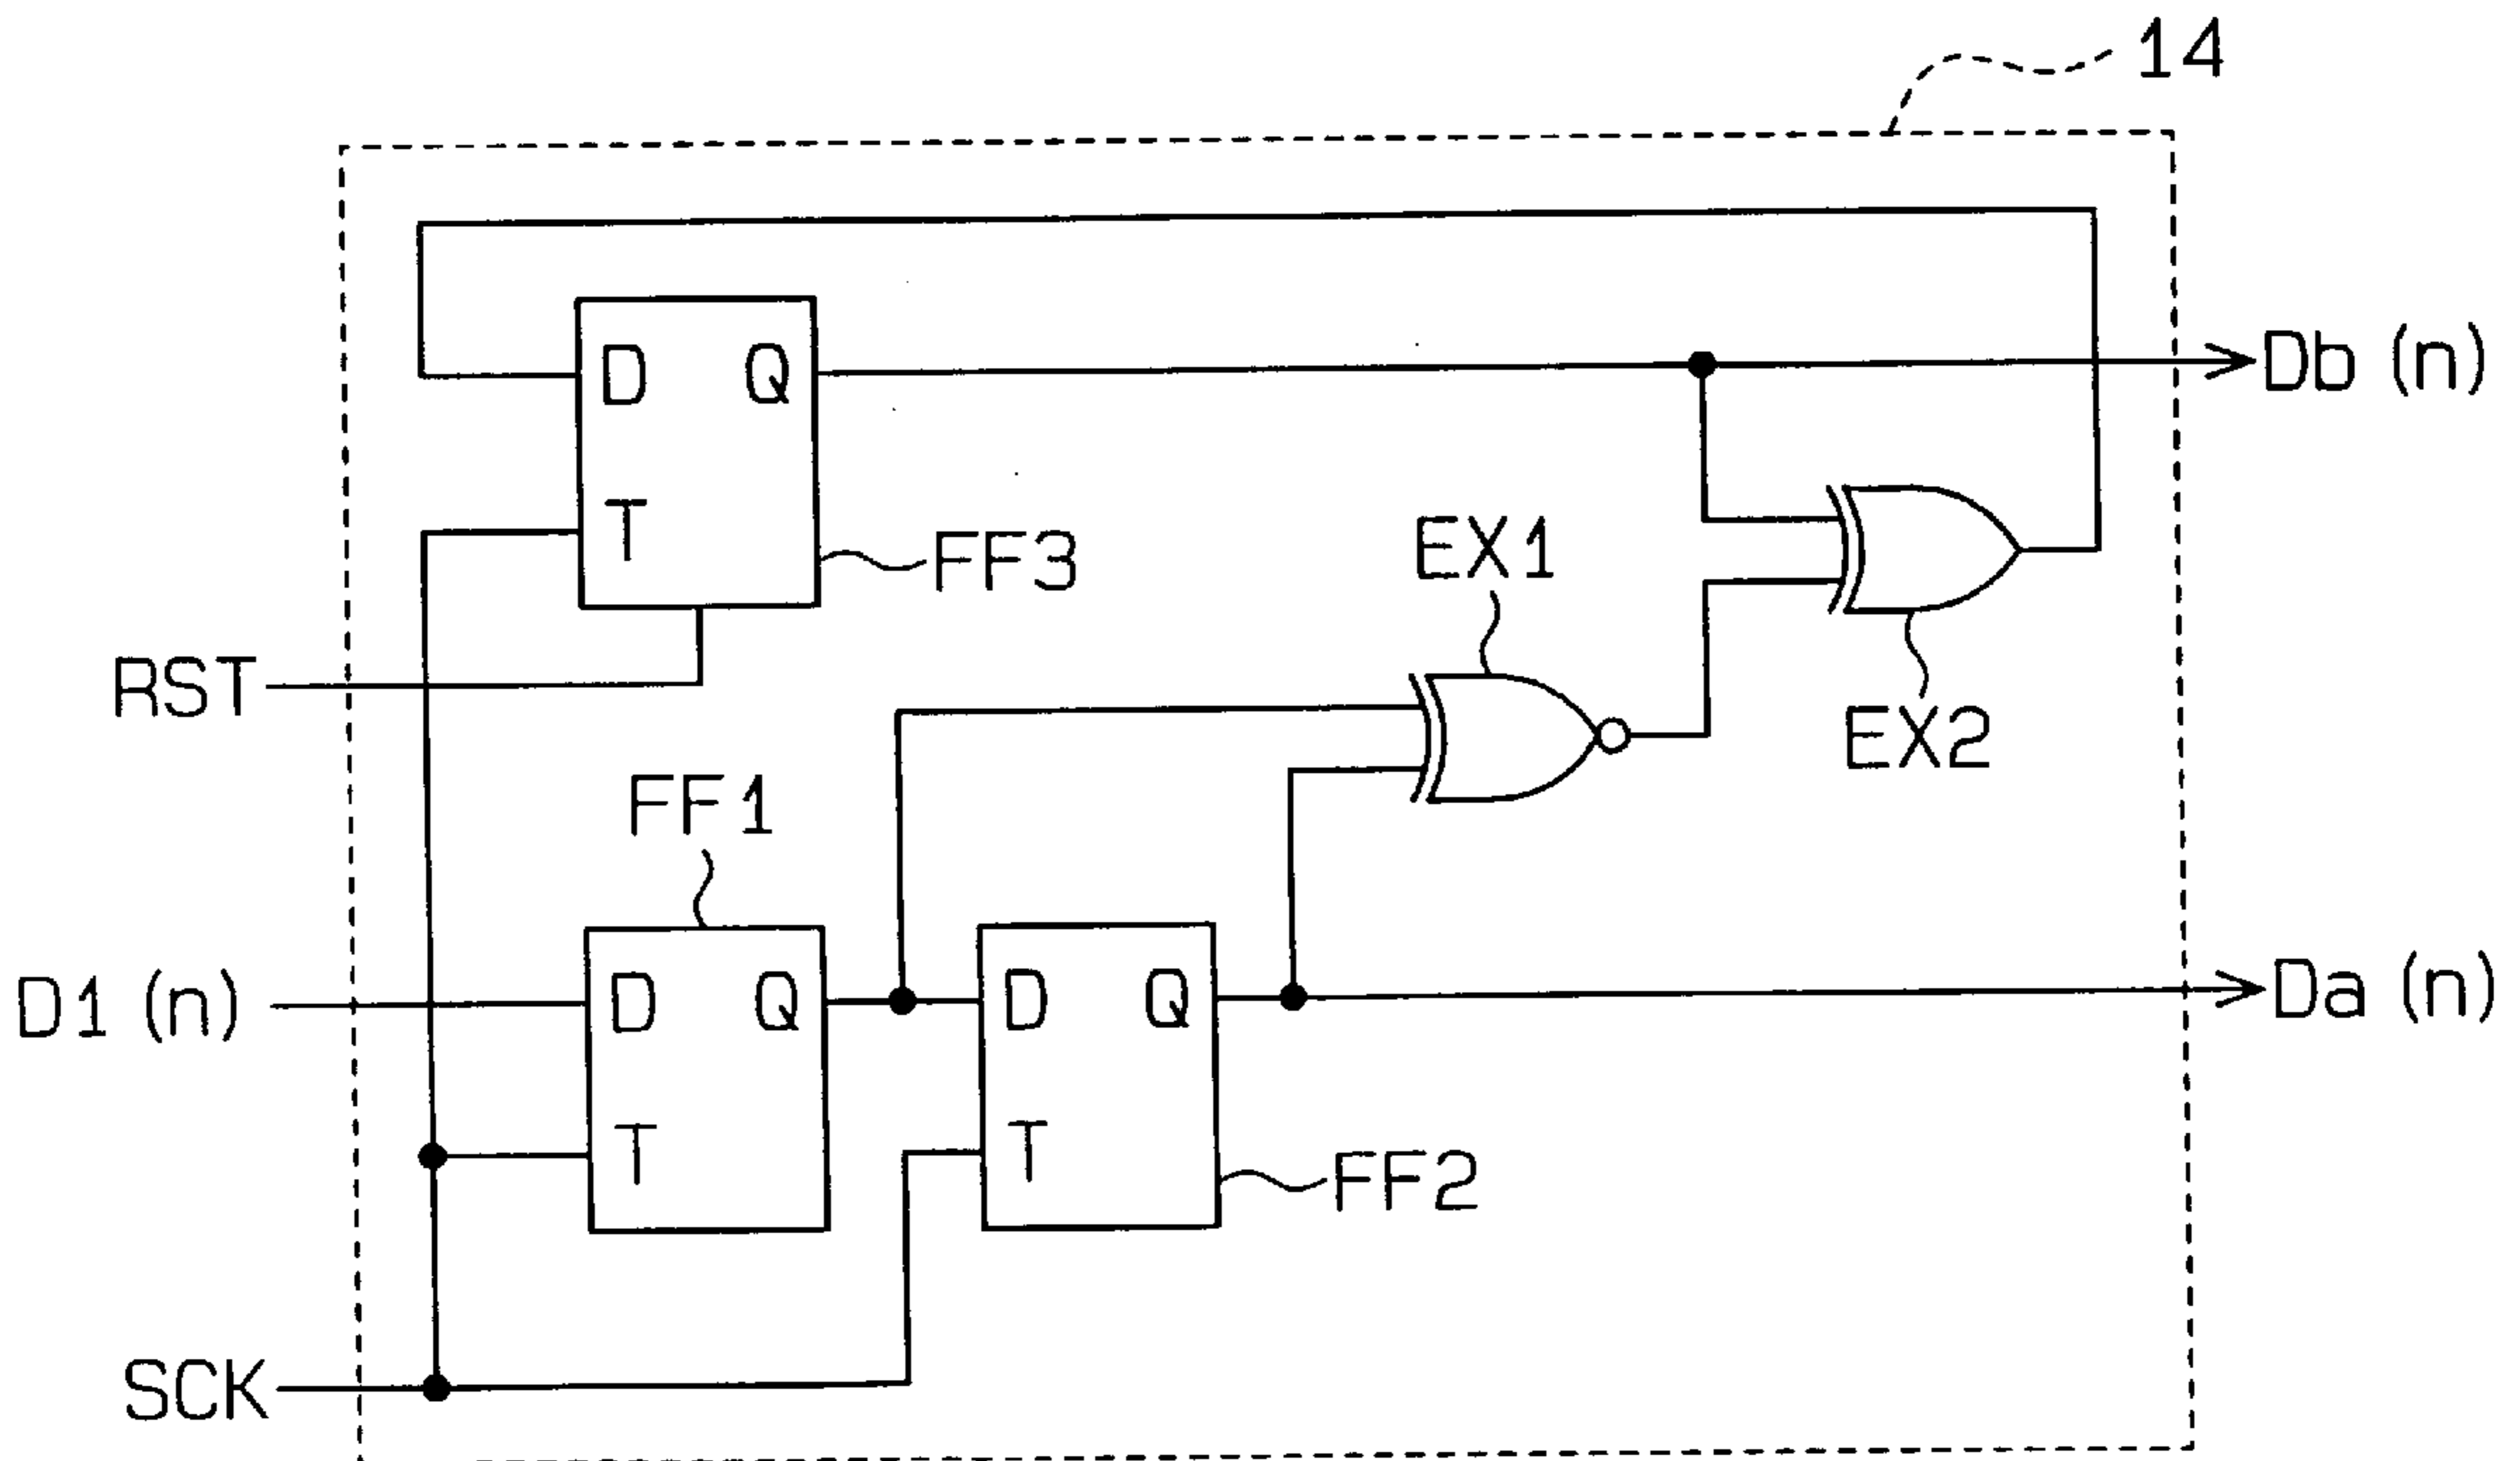 14
D Q
Db (n)
T
FF3
EX1
RST
EX2
FF1
D1 (n)
D Q
D Q
Da (n)
T
T
FF2
SCK